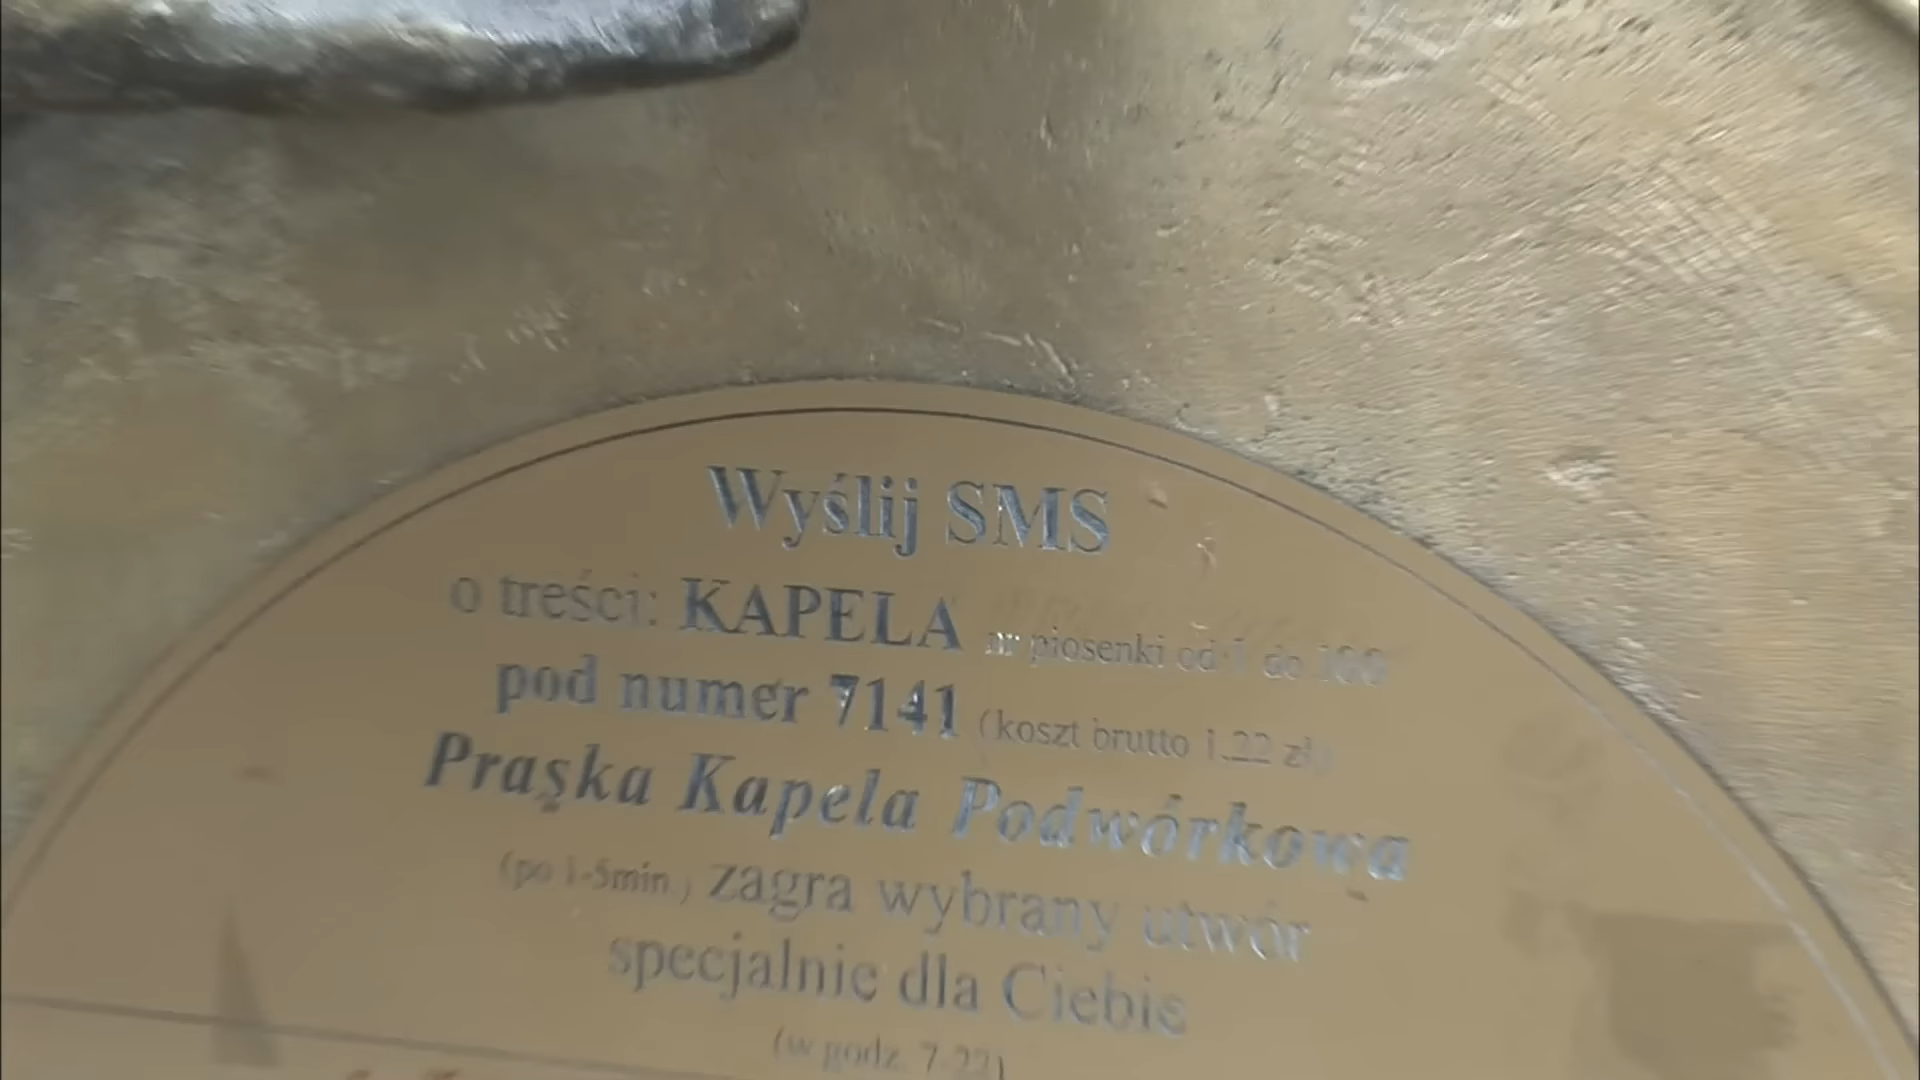 Wyślij SMS
o treści: KAPELA nr piosenki od 1 do 100
pod numer 7141 (koszt brutto 1.22 zł)
Praska Kapela Podwórkowa
(po 1-5min.) zagra wybrany utwór
specjalnie dla Ciebie
(w godz. 7-22)